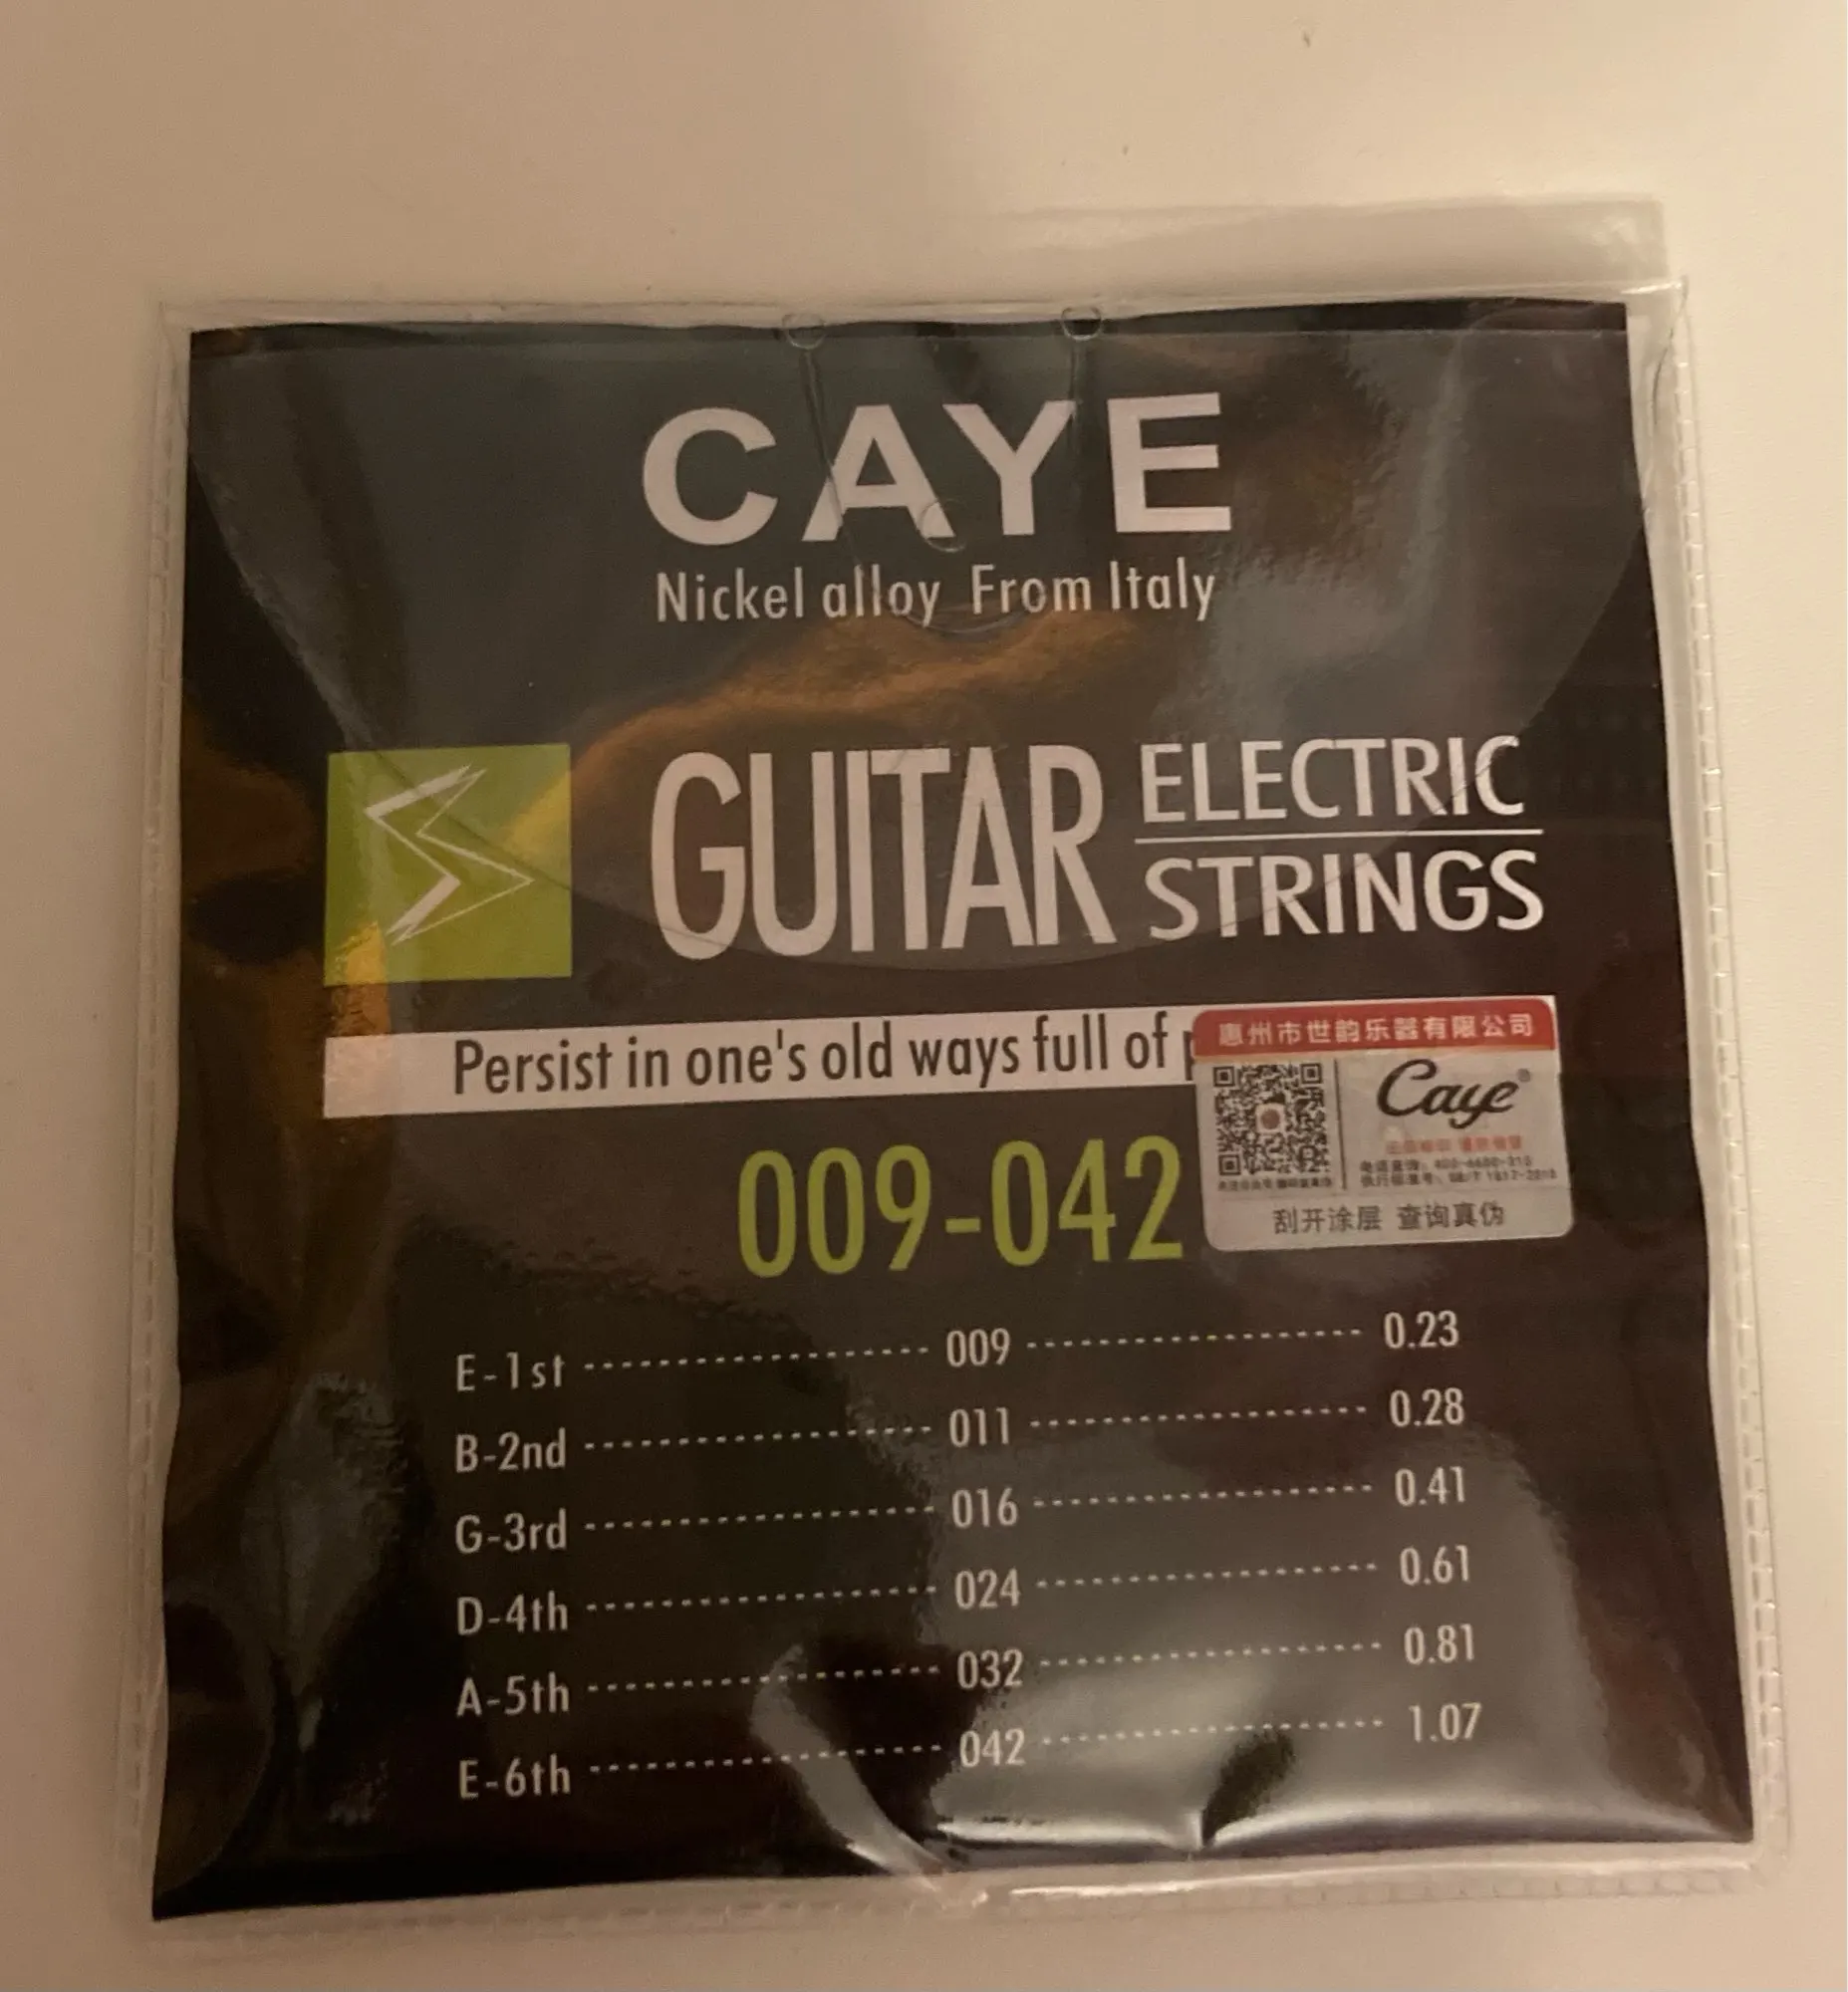 CAYE
Nickel alloy From Italy
GUITAR ELECTRIC STRINGS
Persist in one's old ways full of
惠州市世韵乐器有限公司
Caye®
刮开涂层 查询真伪
009-042
E-1st 009 0.23
B-2nd 011 0.28
G-3rd 016 0.41
D-4th 024 0.61
A-5th 032 0.81
E-6th 042 1.07